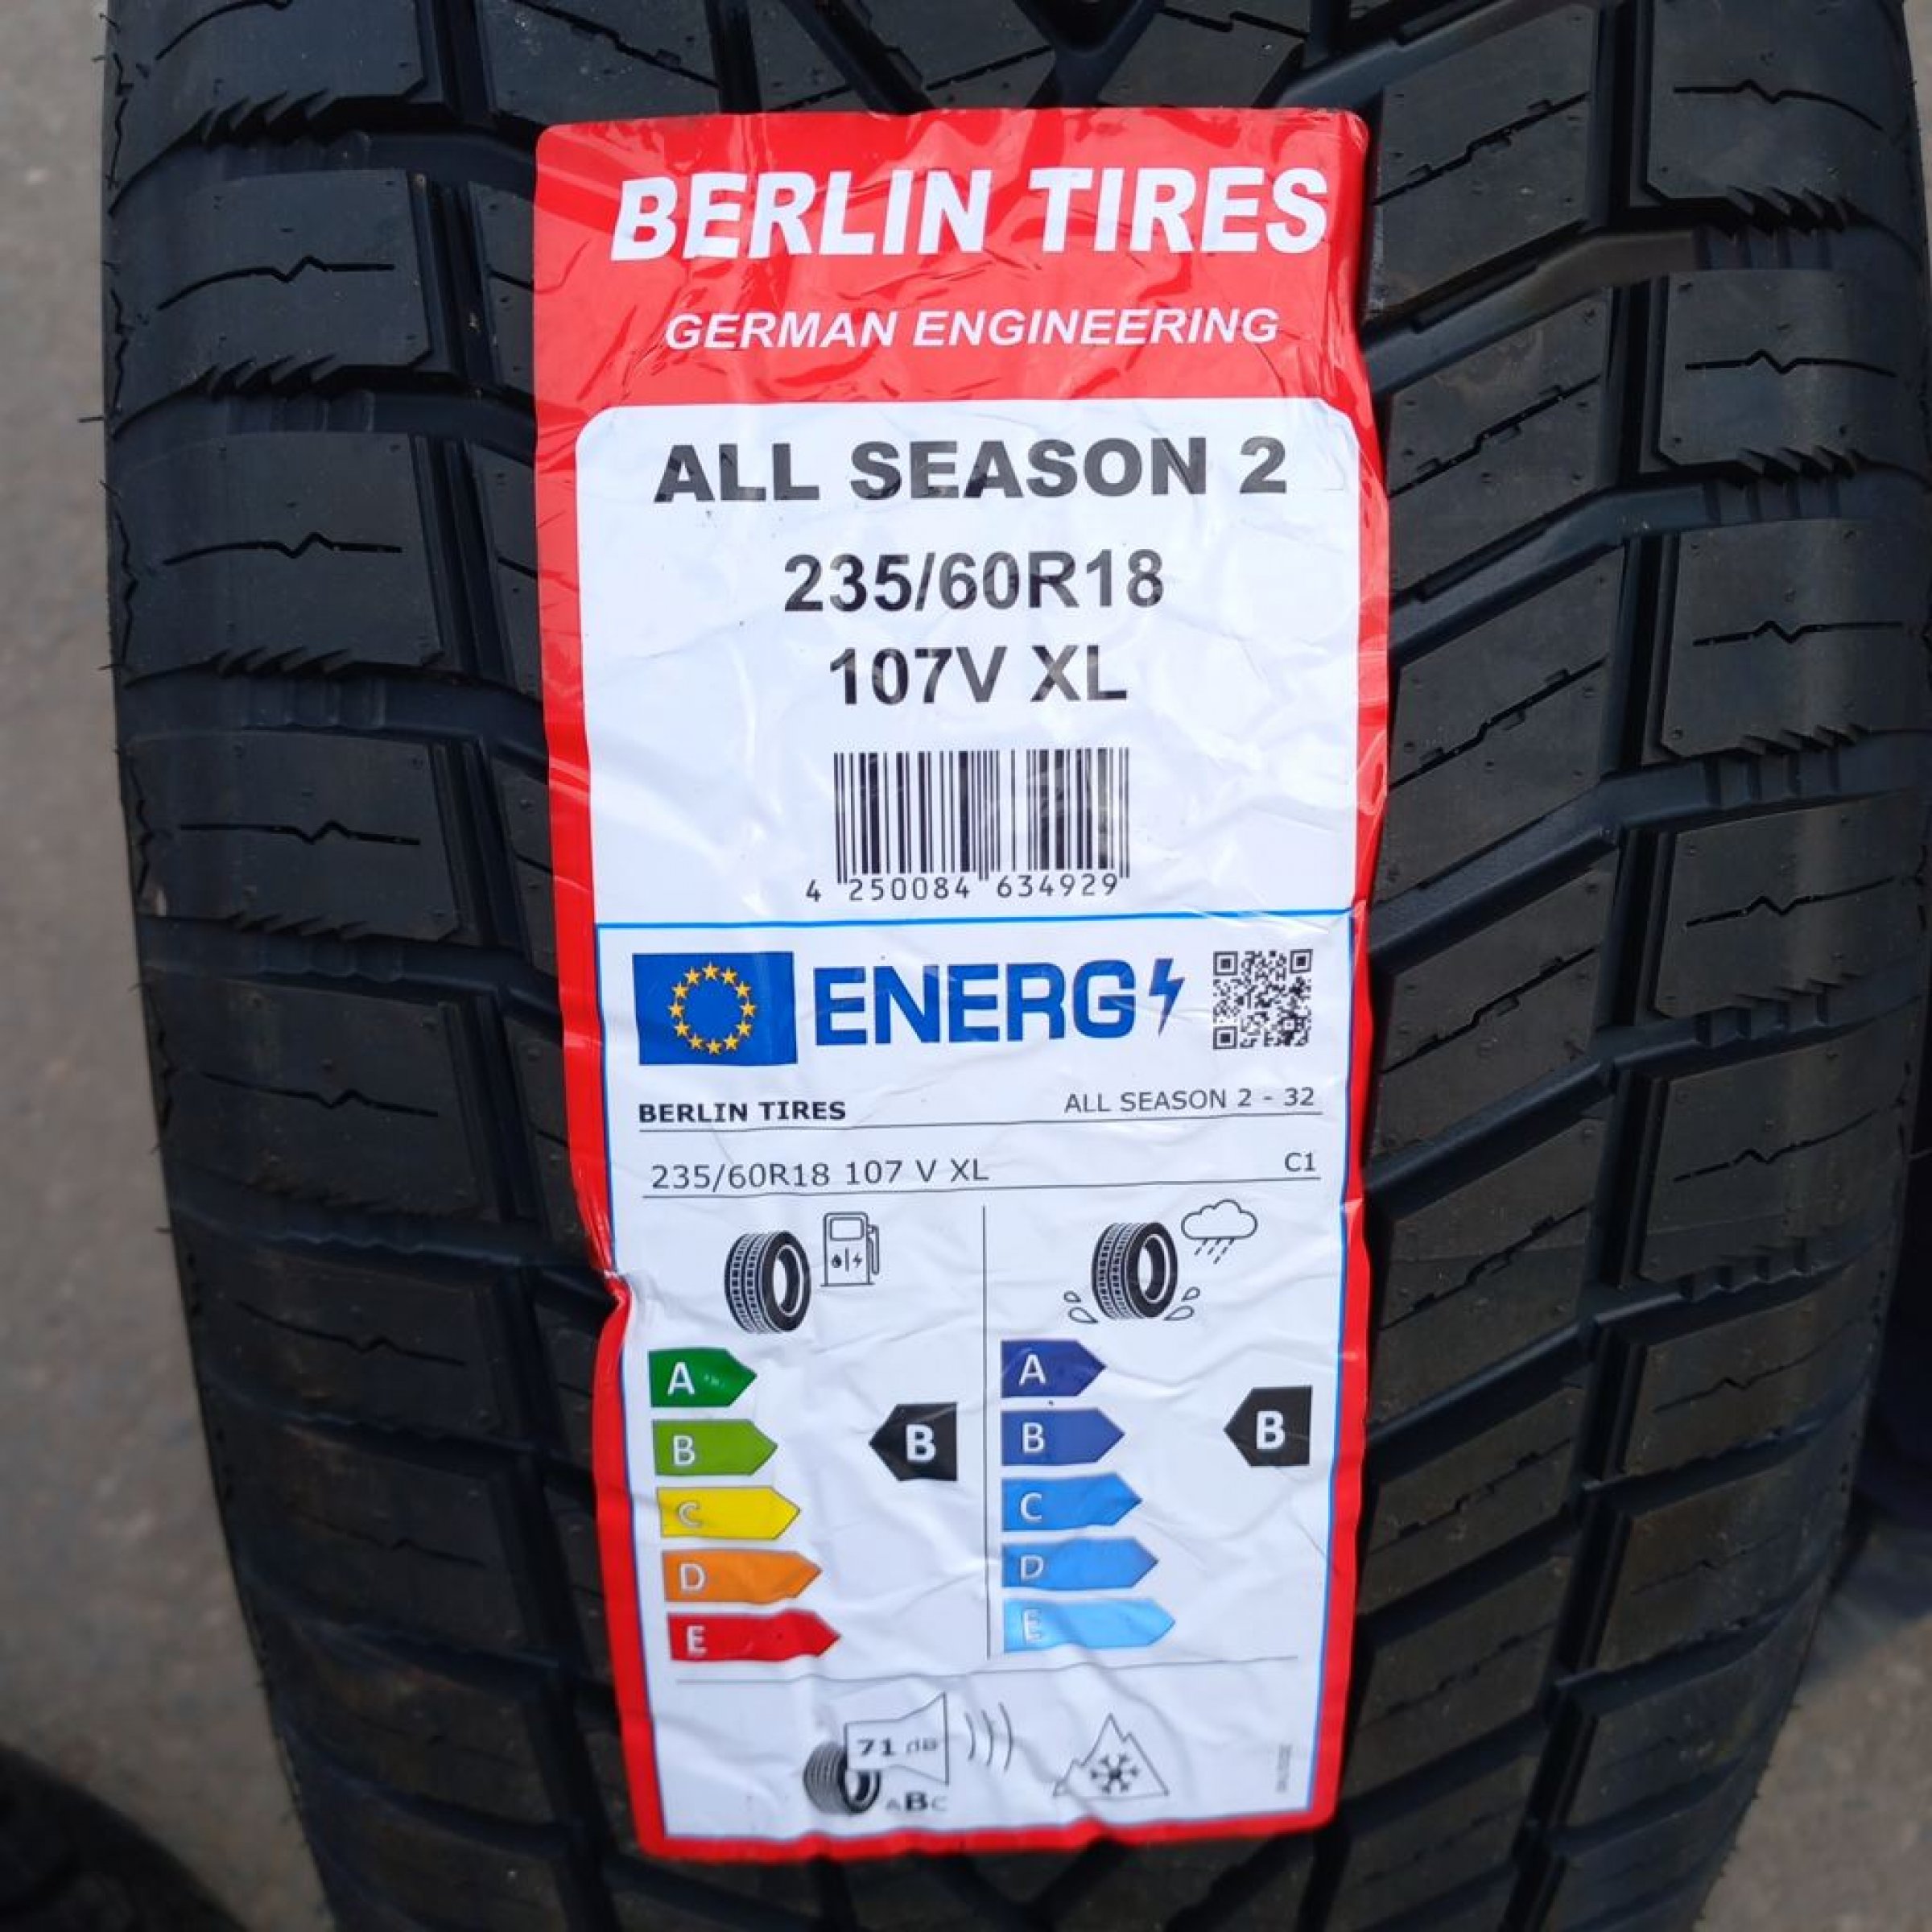 BERLIN TIRES
GERMAN ENGINEERING
ALL SEASON 2
235/60R18
107V XL
4 250084 634929
ENERG
BERLIN TIRES ALL SEASON 2 - 32
235/60R18 107 V XL C1
A
B
C
D
E
B
A
B
C
D
E
B
71 dB
ABC